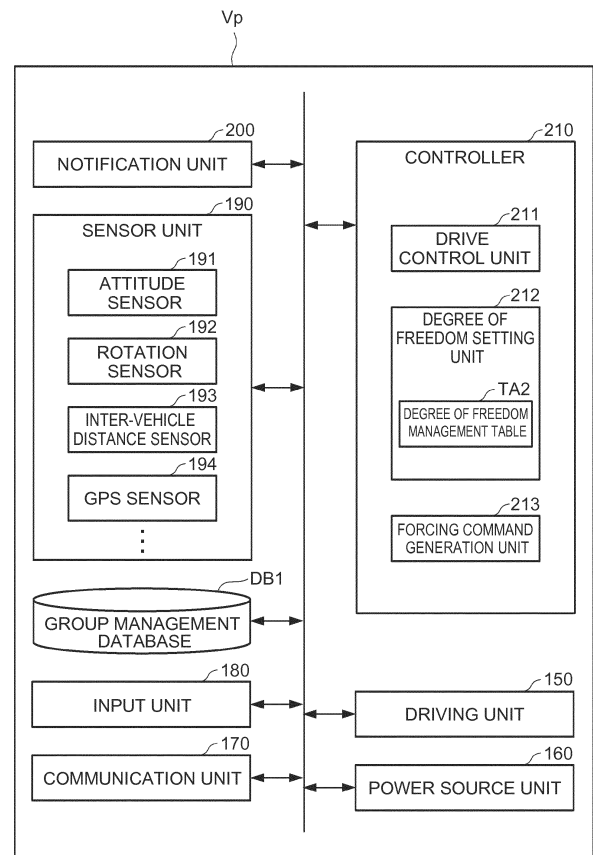 Vp
200
NOTIFICATION UNIT
190
SENSOR UNIT
191
ATTITUDE
SENSOR
192
ROTATION
SENSOR
193
INTER-VEHICLE
DISTANCE SENSOR
194
GPS SENSOR
DB1
GROUP MANAGEMENT
DATABASE
180
INPUT UNIT
170
COMMUNICATION UNIT
210
CONTROLLER
211
DRIVE
CONTROL UNIT
212
DEGREE OF
FREEDOM SETTING
UNIT
TA2
DEGREE OF FREEDOM
MANAGEMENT TABLE
213
FORCING COMMAND
GENERATION UNIT
150
DRIVING UNIT
160
POWER SOURCE UNIT